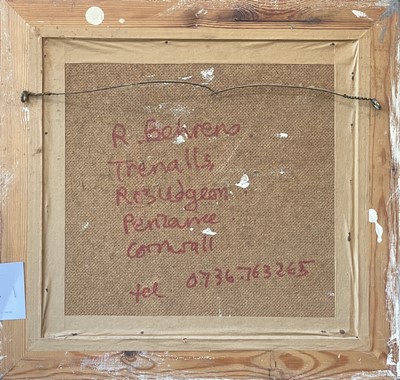 R. Behrens
Trenalls
Rosudgeon
Penzance
Cornwall
tel 0736.763265